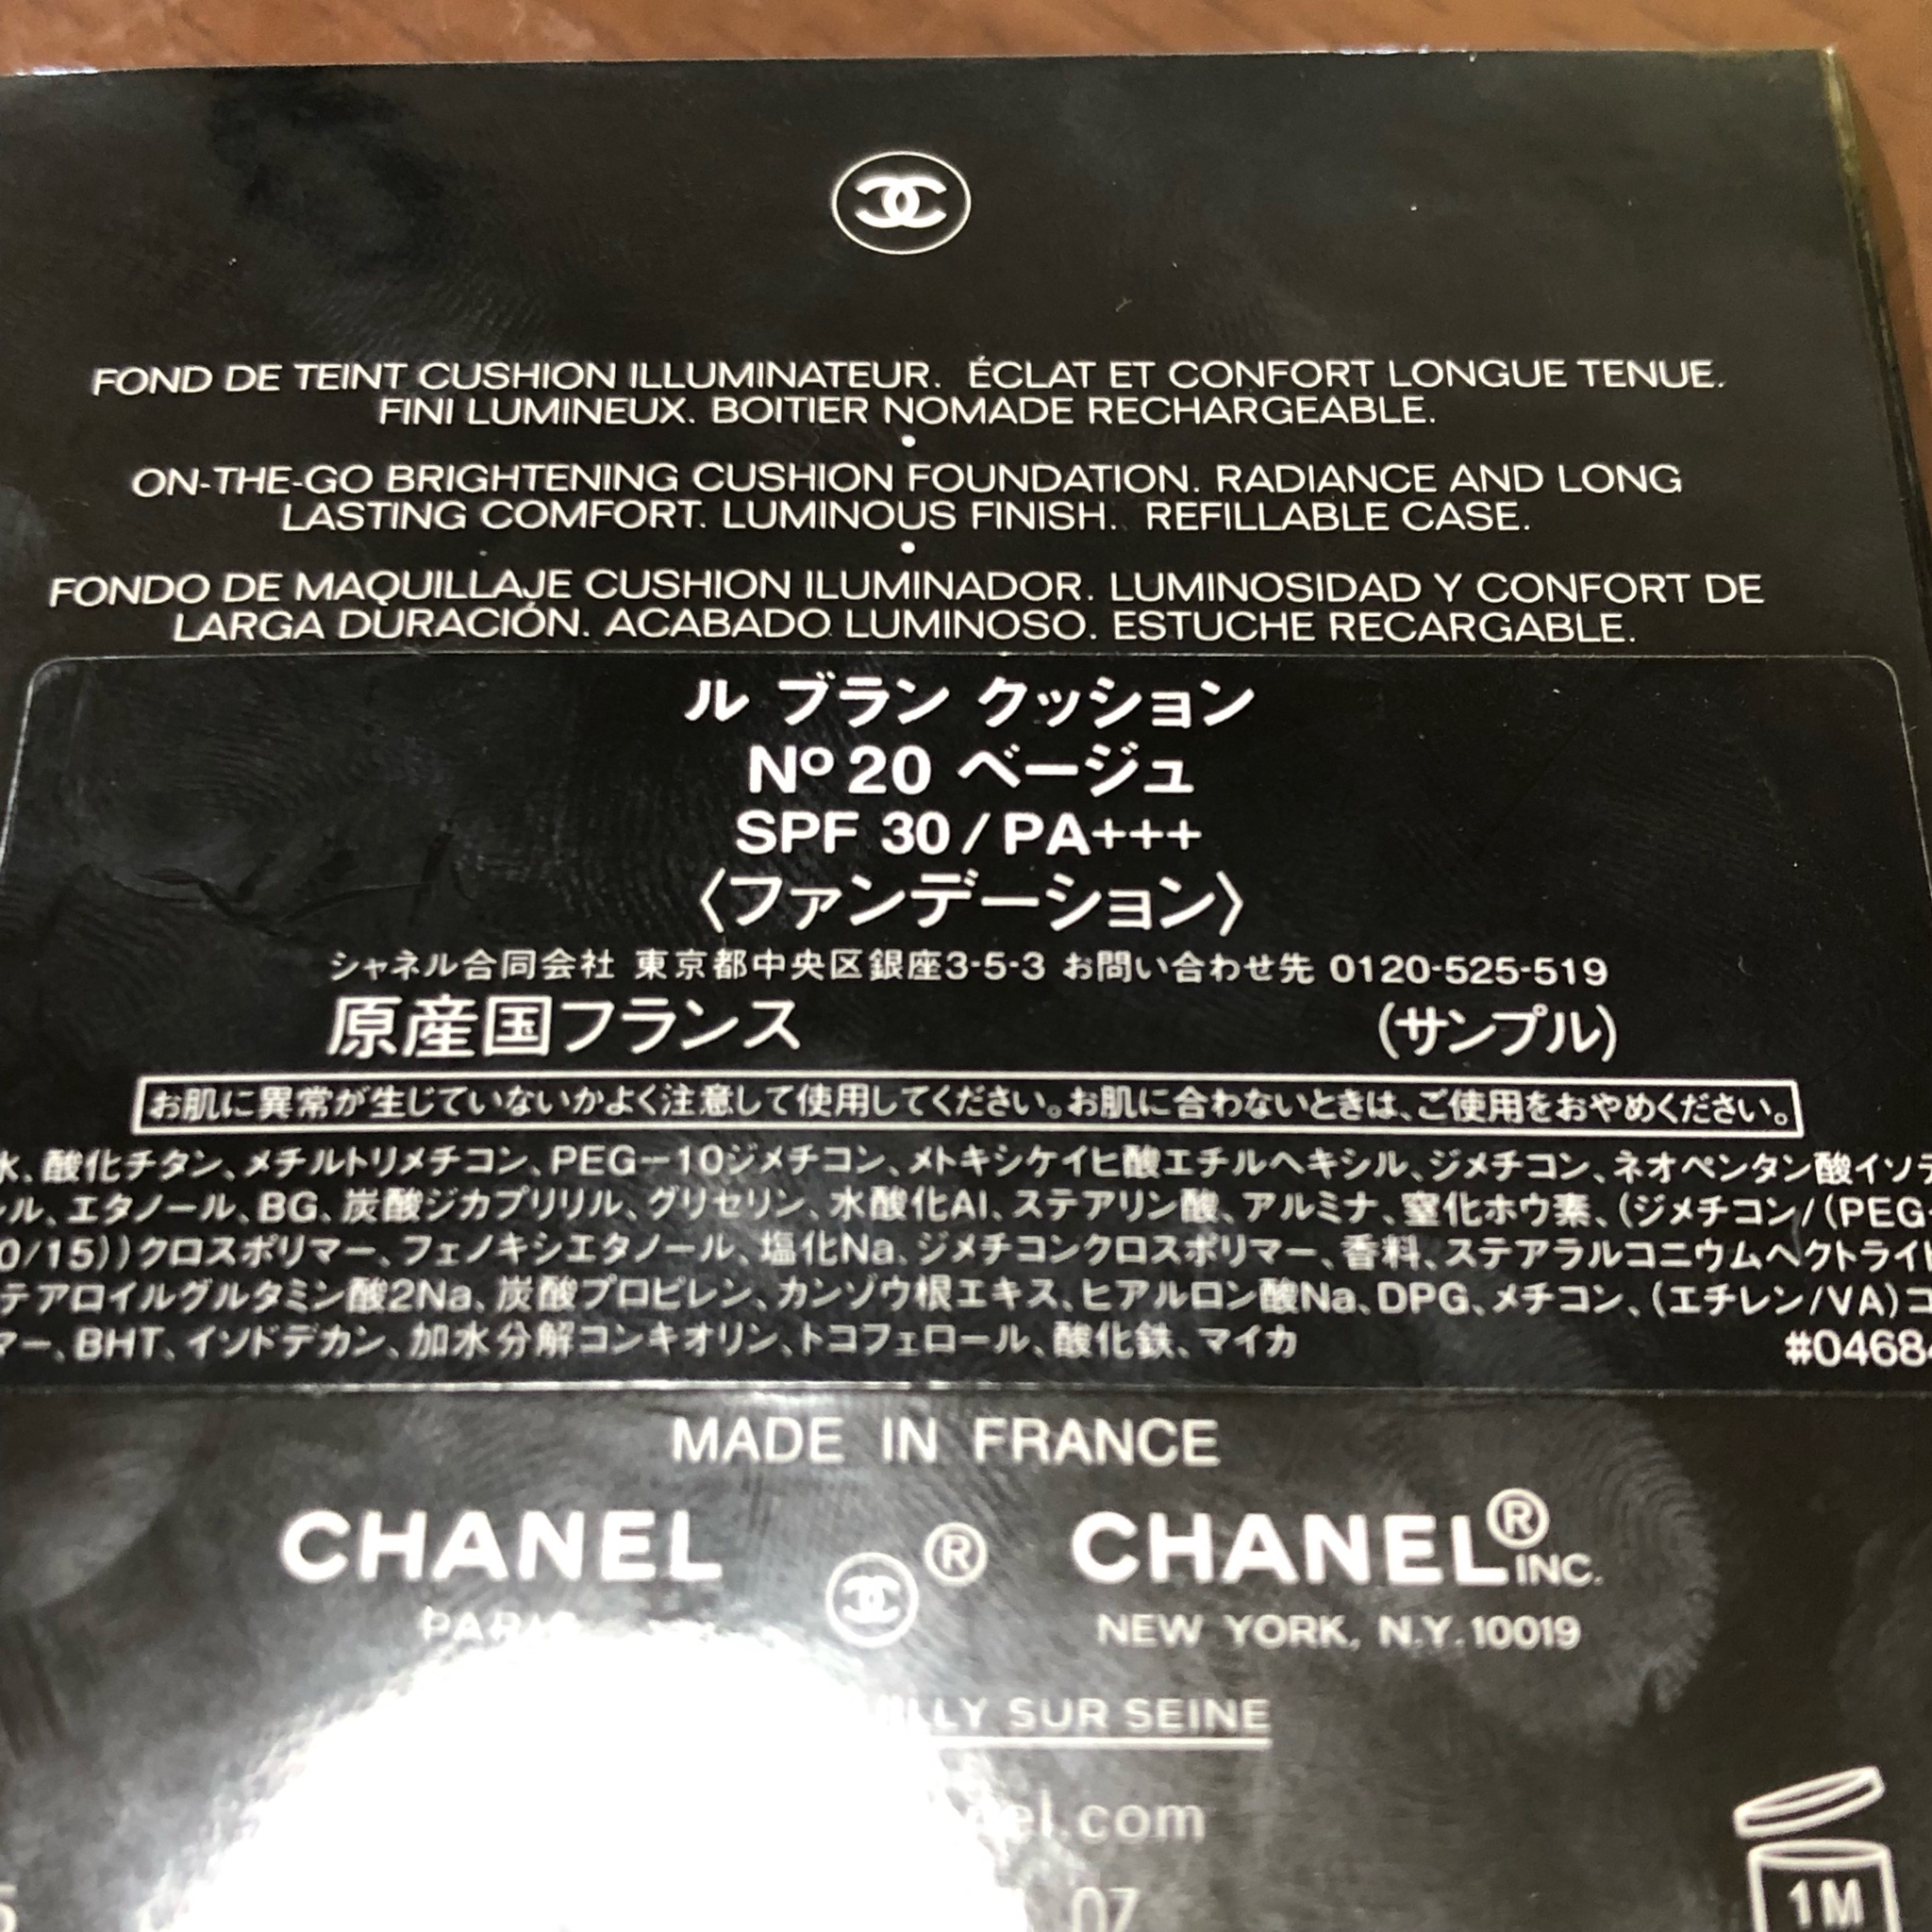 FOND DE TEINT CUSHION ILLUMINATEUR. ÉCLAT ET CONFORT LONGUE TENUE.
FINI LUMINEUX. BOITIER NOMADE RECHARGEABLE.
•
ON-THE-GO BRIGHTENING CUSHION FOUNDATION. RADIANCE AND LONG
LASTING COMFORT. LUMINOUS FINISH. REFILLABLE CASE.
•
FONDO DE MAQUILLAJE CUSHION ILUMINADOR. LUMINOSIDAD Y CONFORT DE
LARGA DURACIÓN. ACABADO LUMINOSO. ESTUCHE RECARGABLE.
ル ブラン クッション
Nº 20 ベージュ
SPF 30 / PA+++
〈ファンデーション〉
シャネル合同会社 東京都中央区銀座3-5-3 お問い合わせ先 0120-525-519
原産国フランス (サンプル)
お肌に異常が生じていないかよく注意して使用してください。お肌に合わないときは、ご使用をおやめください。
水、酸化チタン、メチルトリメチコン、PEG-10ジメチコン、メトキシケイヒ酸エチルヘキシル、ジメチコン、ネオペンタン酸イソデ
ル、エタノール、BG、炭酸ジカプリリル、グリセリン、水酸化Al、ステアリン酸、アルミナ、窒化ホウ素、(ジメチコン/(PEG-
0/15))クロスポリマー、フェノキシエタノール、塩化Na、ジメチコンクロスポリマー、香料、ステアラルコニウムヘクトライト
テアロイルグルタミン酸2Na、炭酸プロピレン、カンゾウ根エキス、ヒアルロン酸Na、DPG、メチコン、(エチレン/VA)コ
マー、BHT、イソドデカン、加水分解コンキオリン、トコフェロール、酸化鉄、マイカ #0468
MADE IN FRANCE
CHANEL ® CHANEL® INC.
PARIS NEW YORK, N.Y. 10019
SUR SEINE
el.com
07
1M